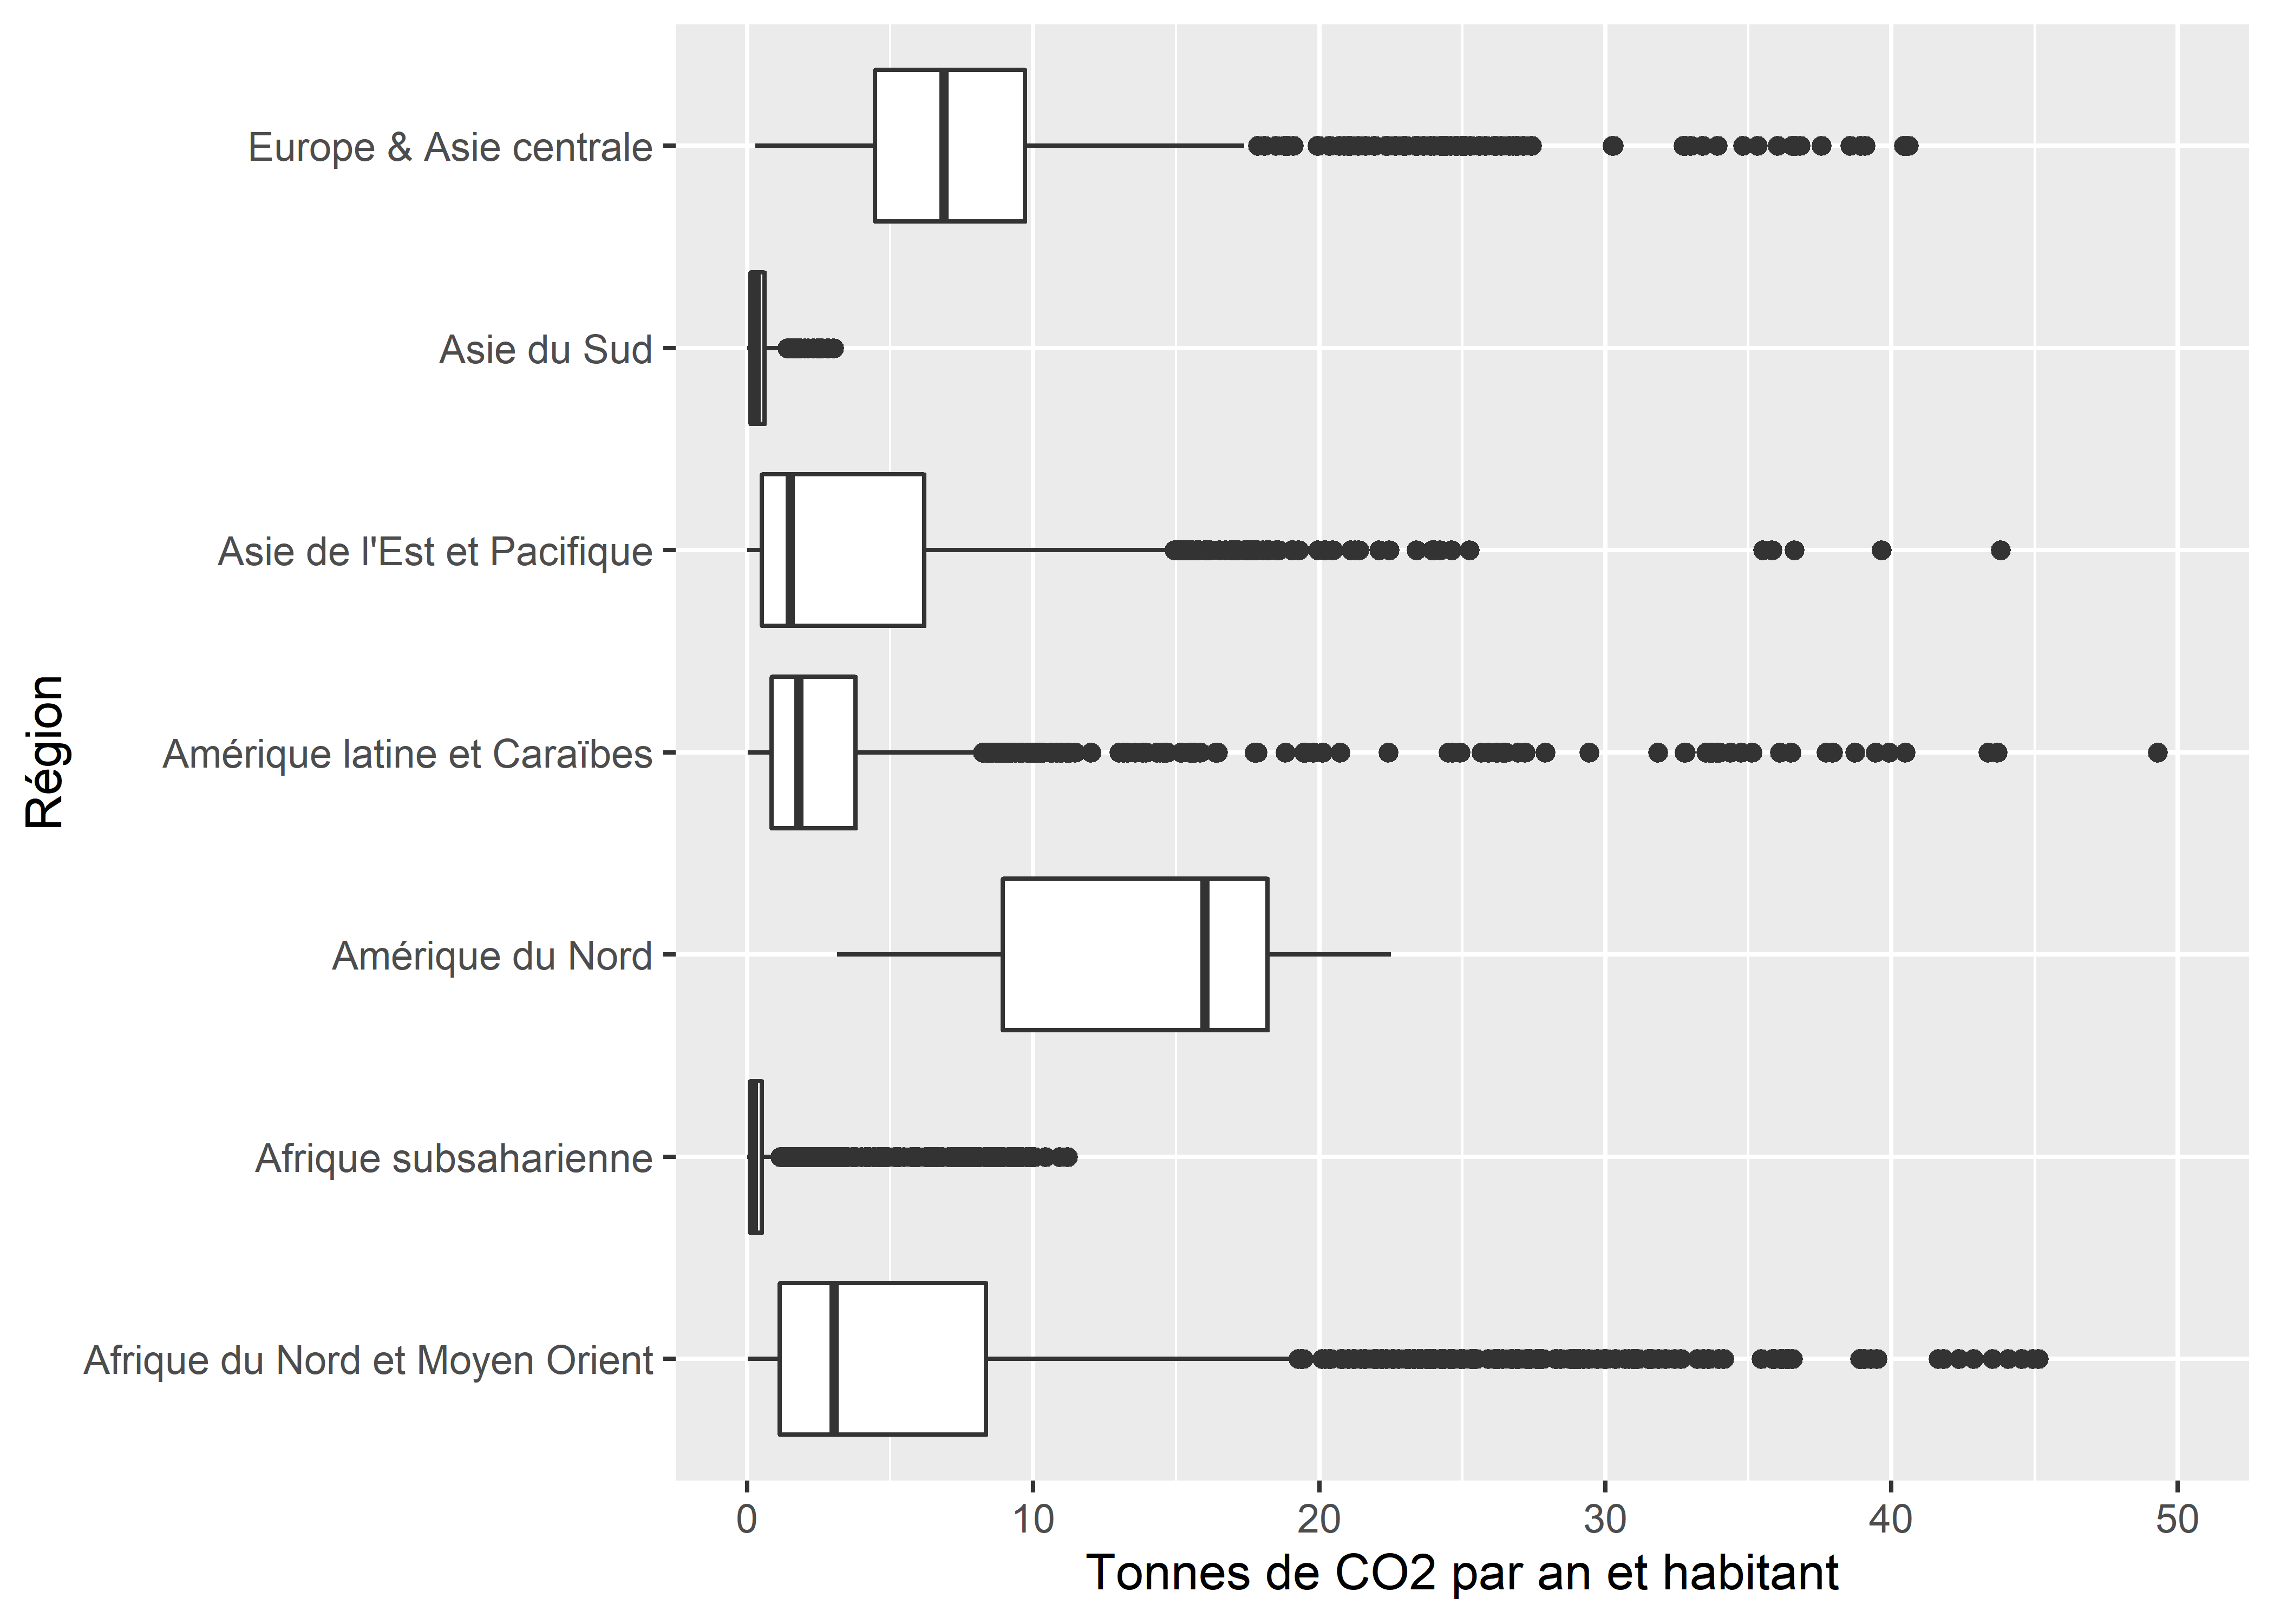 Europe & Asie centrale
Asie du Sud
Asie de l'Est et Pacifique
Amérique latine et Caraïbes
Amérique du Nord
Afrique subsaharienne
Afrique du Nord et Moyen Orient
Région
0 10 20 30 40 50
Tonnes de CO2 par an et habitant